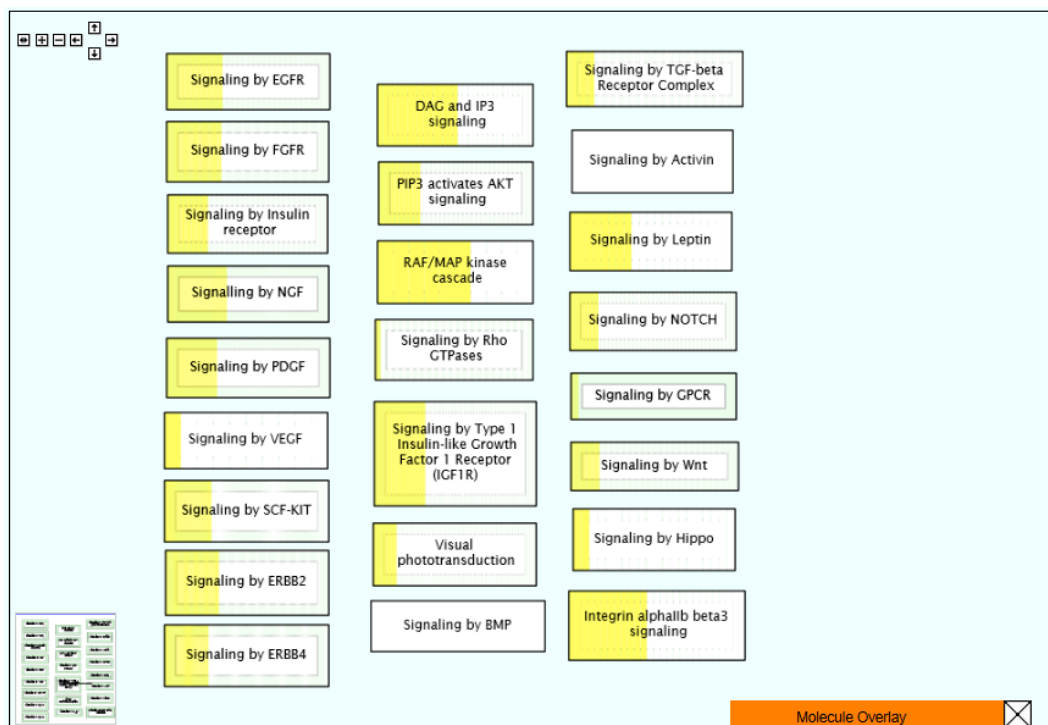 Signaling by EGFR
Signaling by FGFR
Signaling by Insulin
receptor
Signalling by NGF
Signaling by PDGF
Signaling by VEGF
Signaling by SCF-KIT
Signaling by ERBB2
Signaling by ERBB4
DAG and IP3
signaling
PIP3 activates AKT
signaling
RAF/MAP kinase
cascade
Signaling by Rho
GTPases
Signaling by Type 1
Insulin-like Growth
Factor 1 Receptor
(IGF1R)
Visual
phototransduction
Signaling by BMP
Signaling by TGF-beta
Receptor Complex
Signaling by Activin
Signaling by Leptin
Signaling by NOTCH
Signaling by GPCR
Signaling by Wnt
Signaling by Hippo
Integrin alphaIIb beta3
signaling
Molecule Overlay